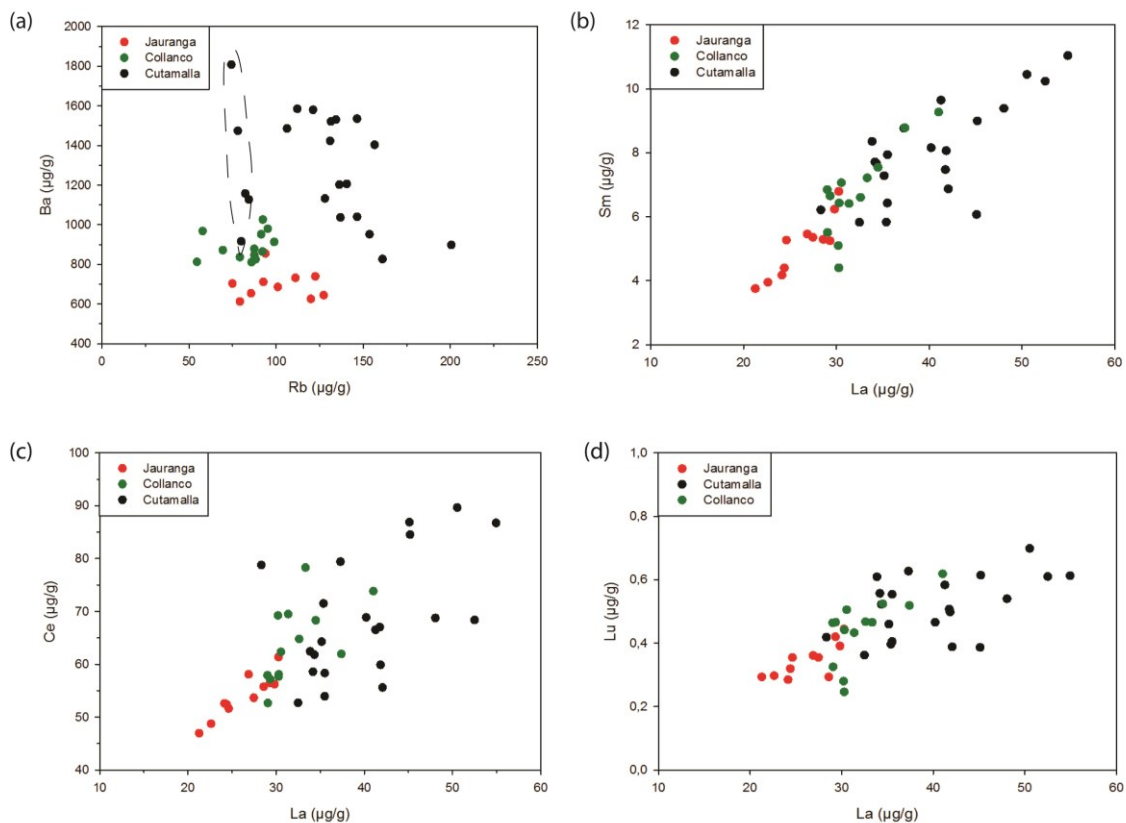 (a)
2000
1800
1600
1400
1200
1000
800
600
400
Ba (µg/g)
Jauranga
Collanco
Cutamalla
0 50 100 150 200 250
Rb (µg/g)
(b)
12
10
8
6
4
2
Sm (µg/g)
Jauranga
Collanco
Cutamalla
10 20 30 40 50 60
La (µg/g)
(c)
100
90
80
70
60
50
40
Ce (µg/g)
Jauranga
Collanco
Cutamalla
10 20 30 40 50 60
La (µg/g)
(d)
1,0
0,8
0,6
0,4
0,2
0,0
Lu (µg/g)
Jauranga
Cutamalla
Collanco
10 20 30 40 50 60
La (µg/g)